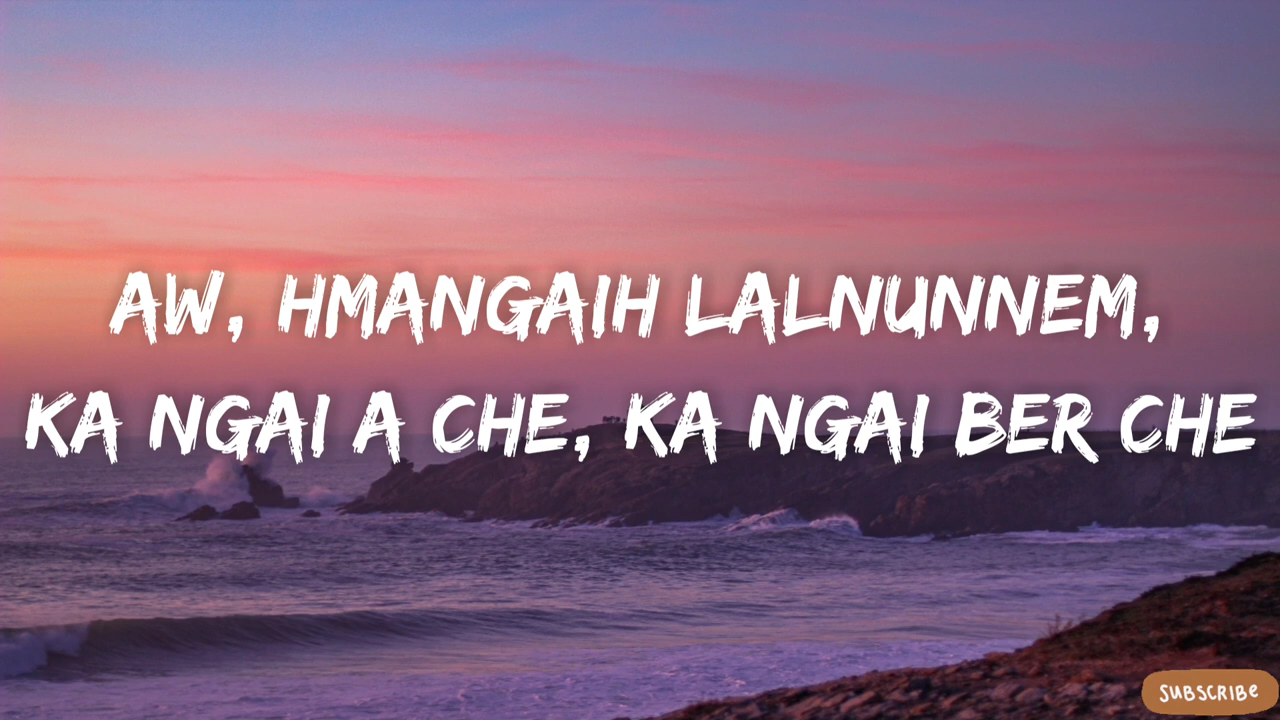 AW, HMANGAIH LALNUNNEM,
KA NGAI A CHE, KA NGAI BER CHE
SUBSCRIBE